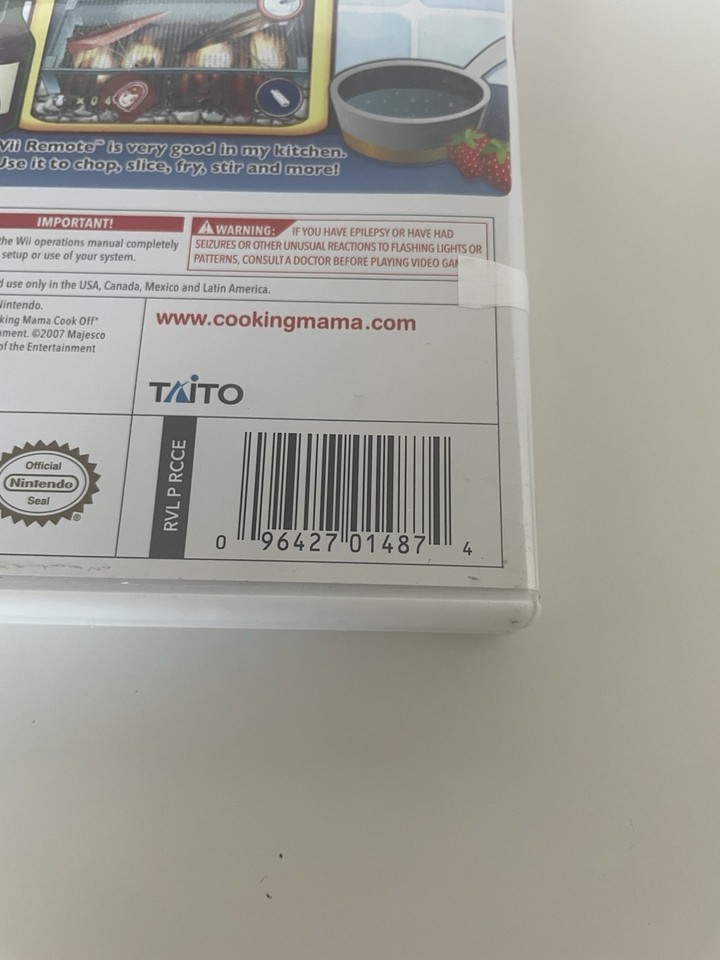 x 04
Wii Remote™ is very good in my kitchen.
Use it to chop, slice, fry, stir and more!
IMPORTANT!
the Wii operations manual completely
setup or use of your system.
WARNING: IF YOU HAVE EPILEPSY OR HAVE HAD
SEIZURES OR OTHER UNUSUAL REACTIONS TO FLASHING LIGHTS OR
PATTERNS, CONSULT A DOCTOR BEFORE PLAYING VIDEO GAM
d use only in the USA, Canada, Mexico and Latin America.
Nintendo.
king Mama Cook Off"
ment. ©2007 Majesco
of the Entertainment
www.cookingmama.com
TAITO
Official
Nintendo
Seal
®
RVL P RCCE
0 96427 01487 4